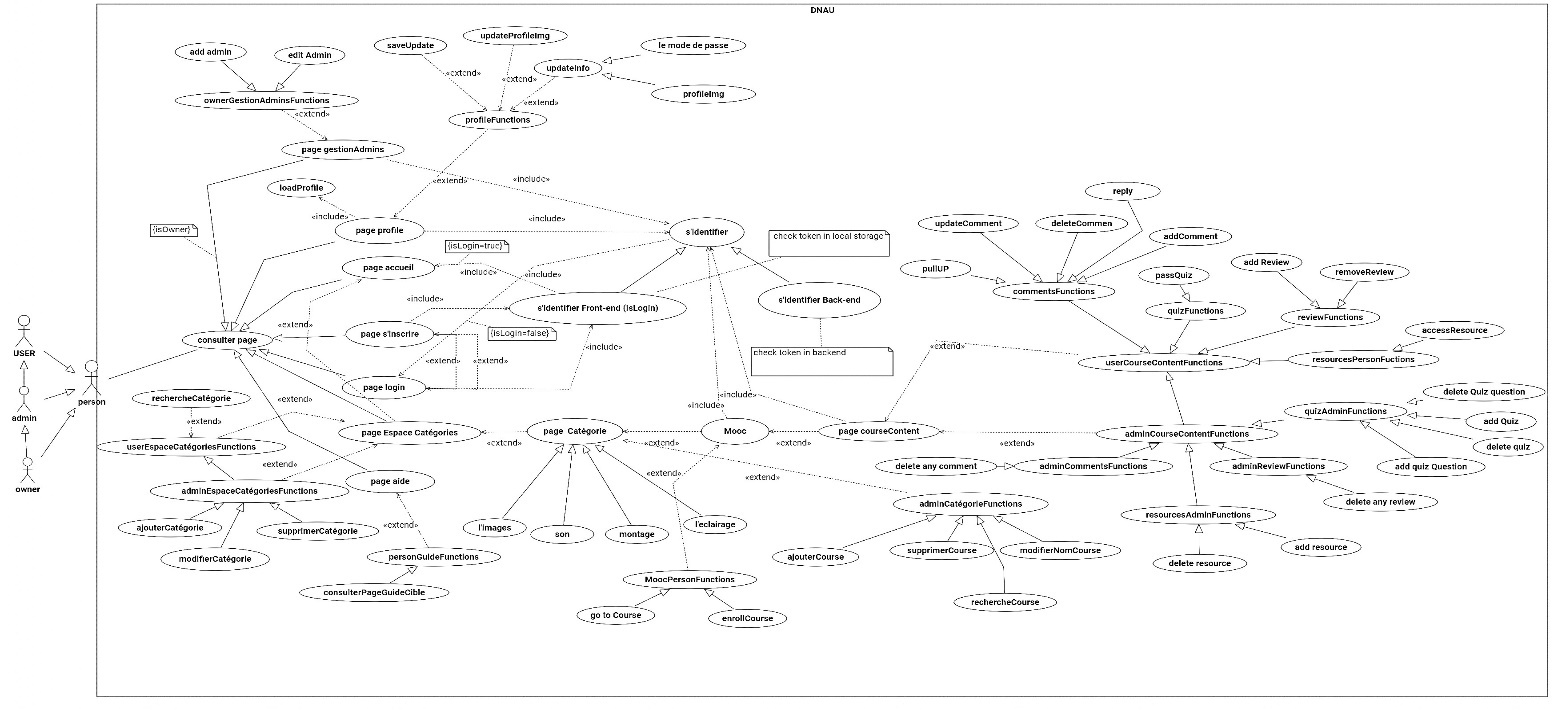 DNAU
add admin
edit Admin
saveUpdate
updateProfileImg
le mode de passe
updateInfo
profileImg
«extend»
«extend»
«extend»
ownerGestionAdminsFunctions
«extend»
profileFunctions
page gestionAdmins
«extend»
«include»
loadProfile
«include»
«include»
{isOwner}
page profile
s'identifier
{isLogin=true}
check token in local storage
page accueil
«include»
«include»
s'identifier Front-end (isLogin)
s'identifier Back-end
«include»
«extend»
page s'inscrire
{isLogin=false}
consulter page
«include»
check token in backend
«extend»
«extend»
page login
USER
admin
owner
person
reply
updateComment
deleteCommen
addComment
pullUP
commentsFunctions
passQuiz
quizFunctions
add Review
removeReview
reviewFunctions
accessResource
resourcesPersonFuctions
userCourseContentFunctions
«extend»
rechercheCatégorie
«extend»
«extend»
«include»
«include»
userEspaceCatégoriesFunctions
page Espace Catégories
«extend»
page  Catégorie
«extend»
Mooc
«extend»
page courseContent
«extend»
adminCourseContentFunctions
quizAdminFunctions
delete Quiz question
add Quiz
delete quiz
add quiz Question
«extend»
«extend»
«extend»
delete any comment
adminCommentsFunctions
adminReviewFunctions
delete any review
page aide
adminEspaceCatégoriesFunctions
ajouterCatégorie
supprimerCatégorie
modifierCatégorie
«extend»
personGuideFunctions
consulterPageGuideCible
l'images
son
montage
l'eclairage
adminCatégorieFunctions
ajouterCourse
supprimerCourse
modifierNomCourse
rechercheCourse
resourcesAdminFunctions
delete resource
add resource
MoocPersonFunctions
go to Course
enrollCourse